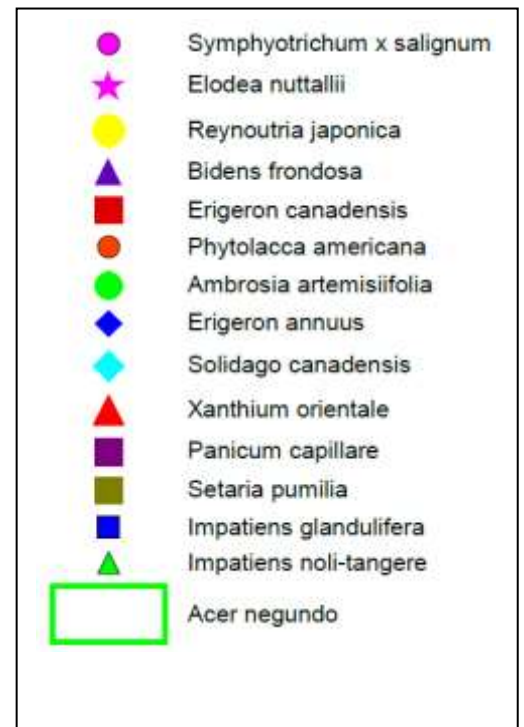 Symphyotrichum x salignum
Elodea nuttallii
Reynoutria japonica
Bidens frondosa
Erigeron canadensis
Phytolacca americana
Ambrosia artemisiifolia
Erigeron annuus
Solidago canadensis
Xanthium orientale
Panicum capillare
Setaria pumilia
Impatiens glandulifera
Impatiens noli-tangere
Acer negundo